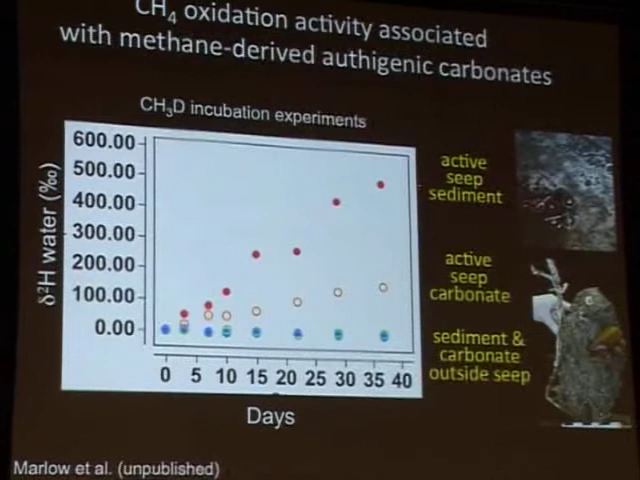 CH4 oxidation activity associated
with methane-derived authigenic carbonates
CH3D incubation experiments
δ²H water (‰)
600.00
500.00
400.00
300.00
200.00
100.00
0.00
0 5 10 15 20 25 30 35 40
Days
active
seep
sediment
active
seep
carbonate
sediment &
carbonate
outside seep
Marlow et al. (unpublished)